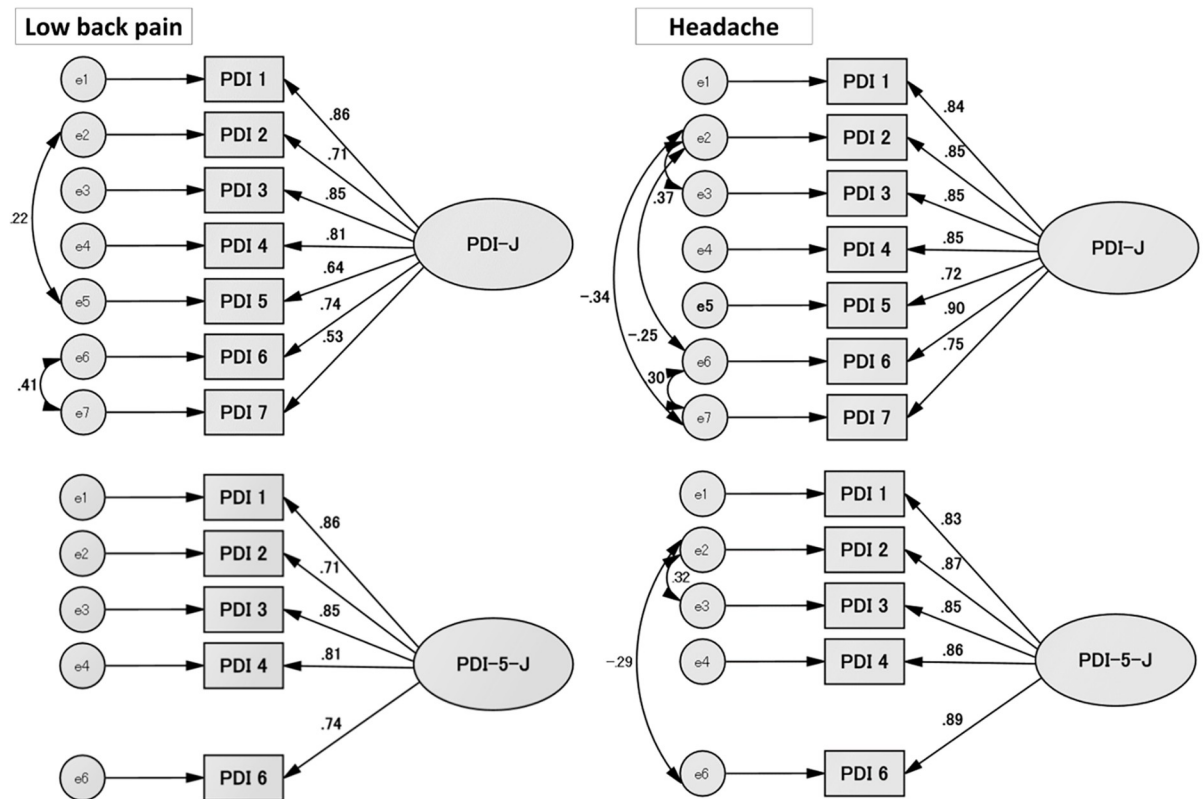 Low back pain
e1
PDI 1
.86
e2
PDI 2
.71
e3
PDI 3
.85
.22
e4
PDI 4
.81
PDI-J
e5
PDI 5
.64
e6
PDI 6
.74
.41
e7
PDI 7
.53
Headache
e1
PDI 1
.84
e2
PDI 2
.85
.37
e3
PDI 3
.85
e4
PDI 4
.85
PDI-J
-.34
e5
PDI 5
.72
-.25
e6
PDI 6
.90
.30
e7
PDI 7
.75
e1
PDI 1
.86
e2
PDI 2
.71
e3
PDI 3
.85
e4
PDI 4
.81
PDI-5-J
e6
PDI 6
.74
e1
PDI 1
.83
e2
PDI 2
.87
.32
e3
PDI 3
.85
-.29
e4
PDI 4
.86
PDI-5-J
e6
PDI 6
.89